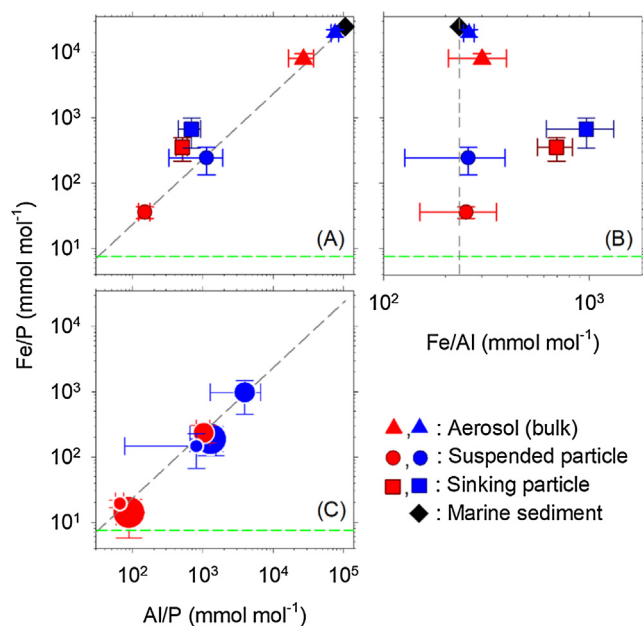 10⁴
10³
10²
10¹
(A)
(B)
10²
10³
Fe/Al (mmol mol⁻¹)
Fe/P (mmol mol⁻¹)
10⁴
10³
10²
10¹
(C)
10²
10³
10⁴
10⁵
Al/P (mmol mol⁻¹)
, : Aerosol (bulk)
, : Suspended particle
, : Sinking particle
: Marine sediment